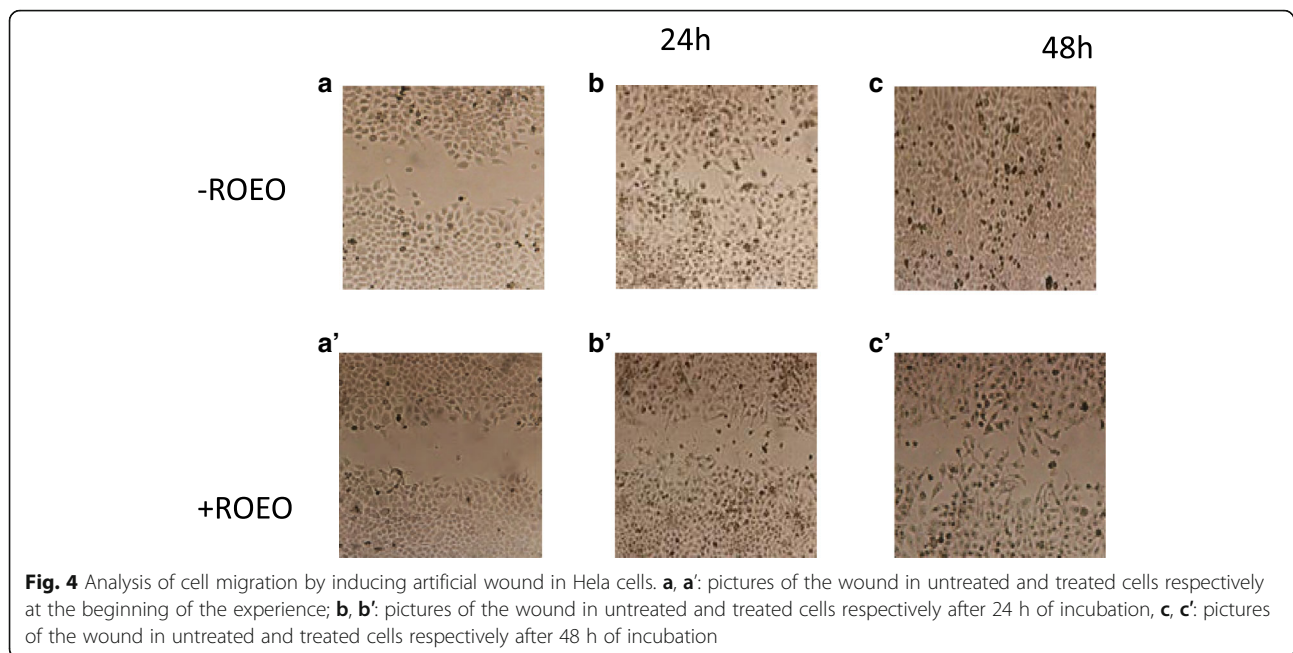 24h
48h
a
b
c
-ROEO
a’
b’
c’
+ROEO
Fig. 4 Analysis of cell migration by inducing artificial wound in Hela cells. a, a′: pictures of the wound in untreated and treated cells respectively
at the beginning of the experience; b, b′: pictures of the wound in untreated and treated cells respectively after 24 h of incubation, c, c′: pictures
of the wound in untreated and treated cells respectively after 48 h of incubation